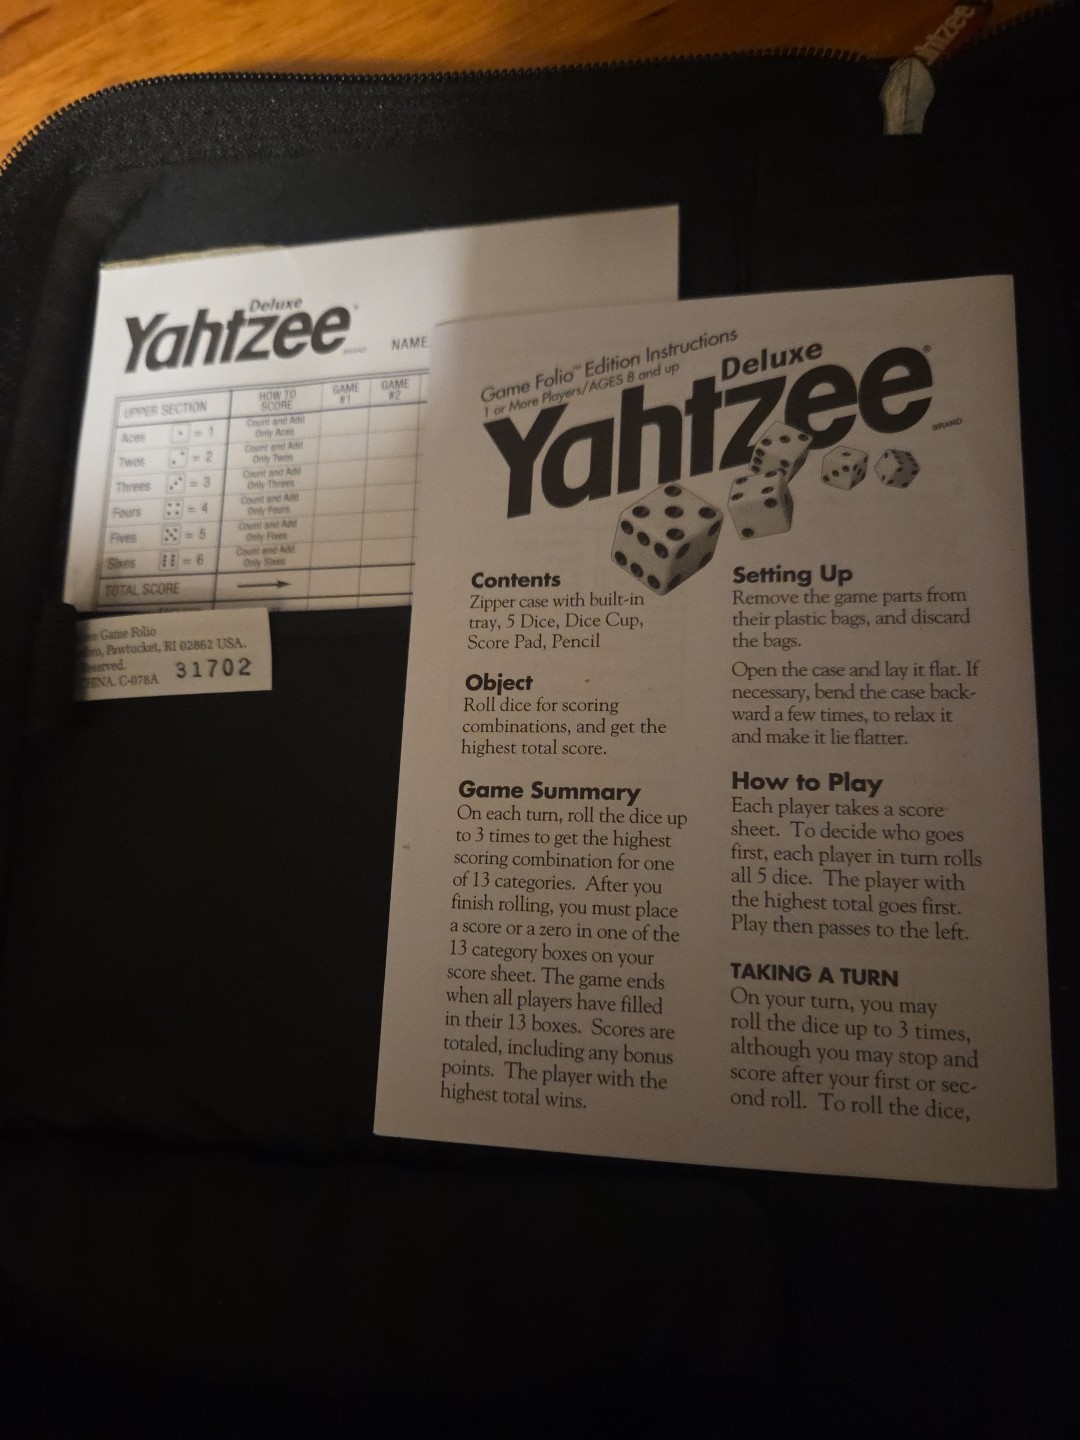 Yahtzee
Deluxe
Yahtzee
BRAND
NAME
UPPER SECTION
HOW TO SCORE
GAME #1
GAME #2
Aces = 1
Count and Add Only Aces
Twos = 2
Count and Add Only Twos
Threes = 3
Count and Add Only Threes
Fours = 4
Count and Add Only Fours
Fives = 5
Count and Add Only Fives
Sixes = 6
Count and Add Only Sixes
TOTAL SCORE
Game Folio
Pawtucket, RI 02862 USA.
31702
C-078A
Game Folio™ Edition Instructions
1 or More Players/AGES 8 and up
Deluxe
Yahtzee®
BRAND
Contents
Zipper case with built-in
tray, 5 Dice, Dice Cup,
Score Pad, Pencil
Object
Roll dice for scoring
combinations, and get the
highest total score.
Game Summary
On each turn, roll the dice up
to 3 times to get the highest
scoring combination for one
of 13 categories. After you
finish rolling, you must place
a score or a zero in one of the
13 category boxes on your
score sheet. The game ends
when all players have filled
in their 13 boxes. Scores are
totaled, including any bonus
points. The player with the
highest total wins.
Setting Up
Remove the game parts from
their plastic bags, and discard
the bags.
Open the case and lay it flat. If
necessary, bend the case back-
ward a few times, to relax it
and make it lie flatter.
How to Play
Each player takes a score
sheet. To decide who goes
first, each player in turn rolls
all 5 dice. The player with
the highest total goes first.
Play then passes to the left.
TAKING A TURN
On your turn, you may
roll the dice up to 3 times,
although you may stop and
score after your first or sec-
ond roll. To roll the dice,